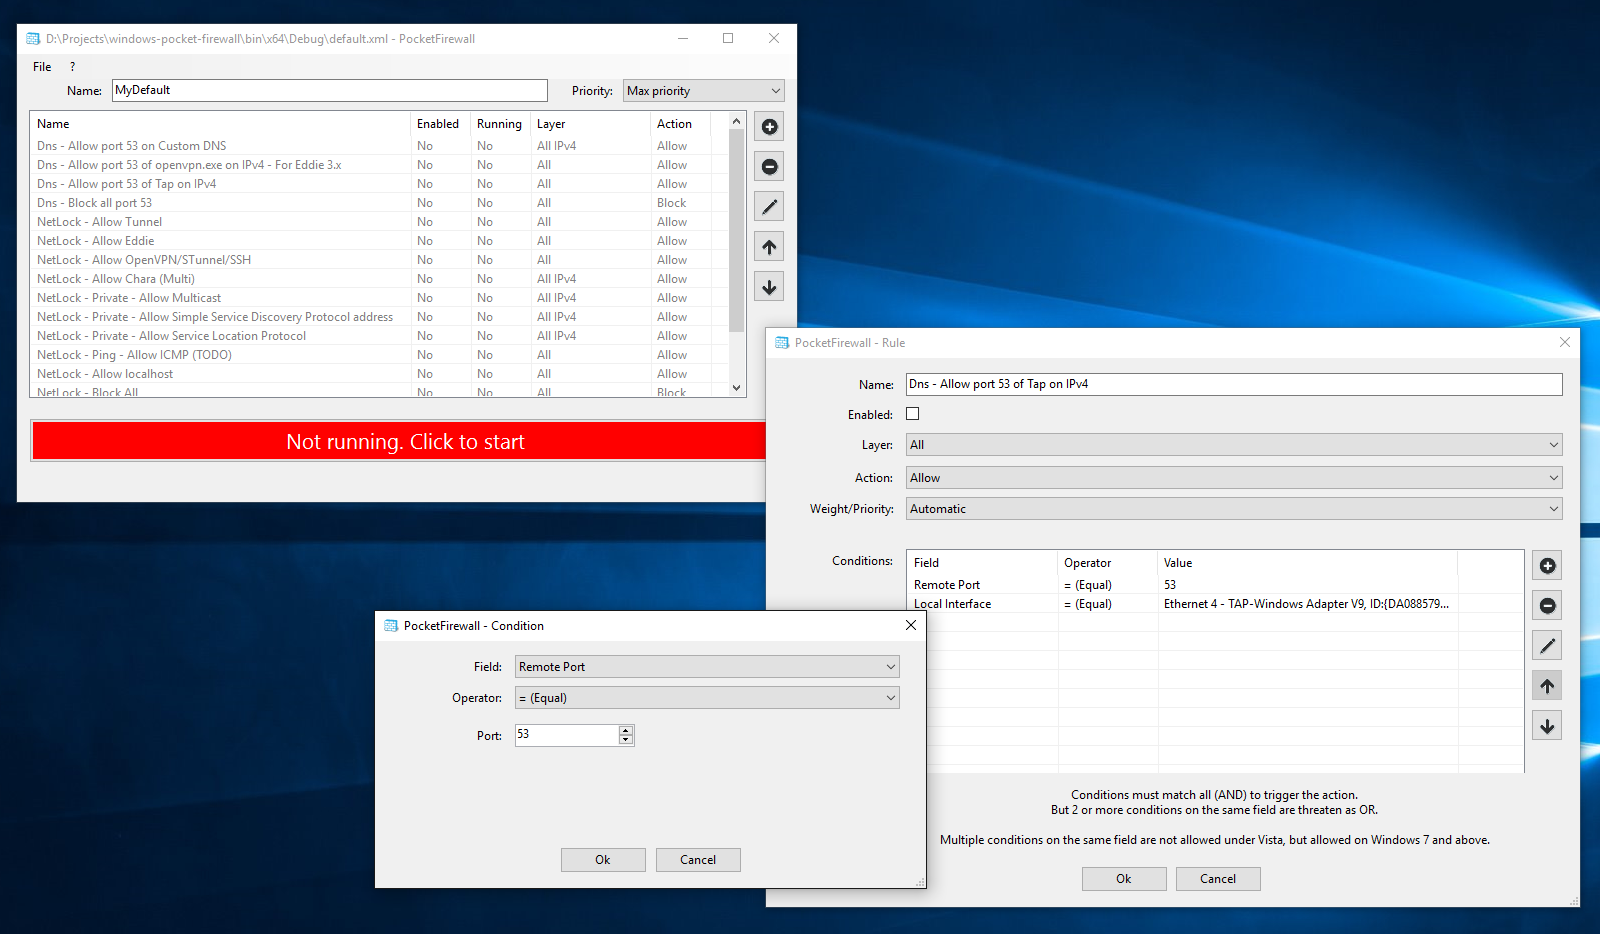 D:\Projects\windows-pocket-firewall\bin\x64\Debug\default.xml - PocketFirewall
File ?
Name: MyDefault Priority: Max priority
Name Enabled Running Layer Action
Dns - Allow port 53 on Custom DNS No No All IPv4 Allow
Dns - Allow port 53 of openvpn.exe on IPv4 - For Eddie 3.x No No All Allow
Dns - Allow port 53 of Tap on IPv4 No No All Allow
Dns - Block all port 53 No No All Block
NetLock - Allow Tunnel No No All Allow
NetLock - Allow Eddie No No All Allow
NetLock - Allow OpenVPN/STunnel/SSH No No All Allow
NetLock - Allow Chara (Multi) No No All IPv4 Allow
NetLock - Private - Allow Multicast No No All IPv4 Allow
NetLock - Private - Allow Simple Service Discovery Protocol address No No All IPv4 Allow
NetLock - Private - Allow Service Location Protocol No No All IPv4 Allow
NetLock - Ping - Allow ICMP (TODO) No No All Allow
NetLock - Allow localhost No No All Allow
NetLock - Block All No No All Block
Not running. Click to start
PocketFirewall - Rule
Name: Dns - Allow port 53 of Tap on IPv4
Enabled:
Layer: All
Action: Allow
Weight/Priority: Automatic
Conditions: Field Operator Value
Remote Port = (Equal) 53
Local Interface = (Equal) Ethernet 4 - TAP-Windows Adapter V9, ID:{DA088579...
Conditions must match all (AND) to trigger the action.
But 2 or more conditions on the same field are threaten as OR.
Multiple conditions on the same field are not allowed under Vista, but allowed on Windows 7 and above.
Ok Cancel
PocketFirewall - Condition
Field: Remote Port
Operator: = (Equal)
Port: 53
Ok Cancel